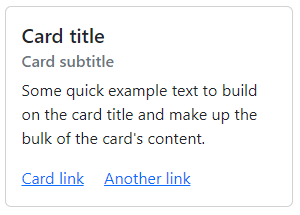 Card title
Card subtitle
Some quick example text to build
on the card title and make up the
bulk of the card's content.
Card link Another link